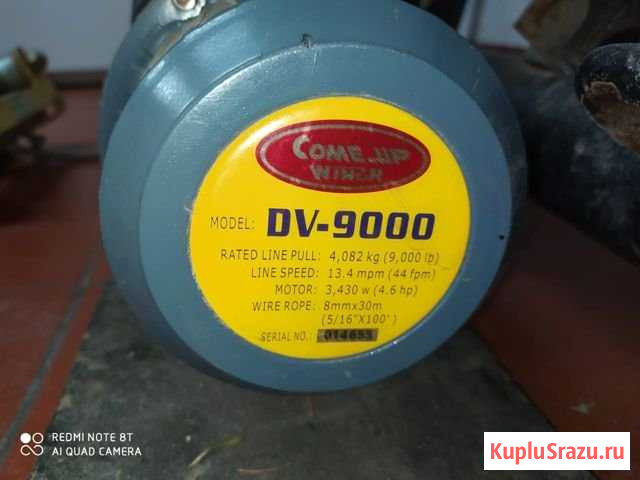 COME-UP
WINCH
MODEL: DV-9000
RATED LINE PULL: 4,082 kg (9,000 lb)
LINE SPEED: 13.4 mpm (44 fpm)
MOTOR: 3,430 w (4.6 hp)
WIRE ROPE: 8mmx30m
(5/16"X100')
SERIAL NO.: 014655
REDMI NOTE 8T
AI QUAD CAMERA
KupluSrazu.ru